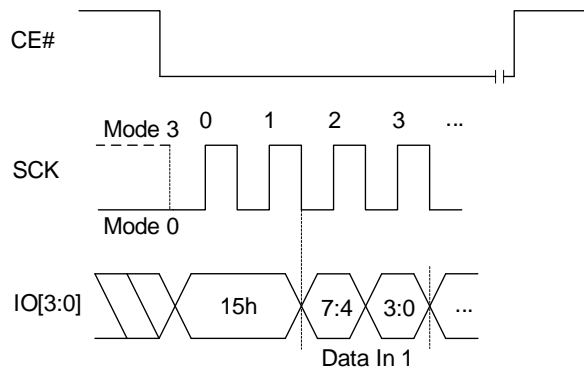 CE#
0 1 2 3 ...
Mode 3
SCK
Mode 0
IO[3:0] 15h 7:4 3:0 ...
Data In 1